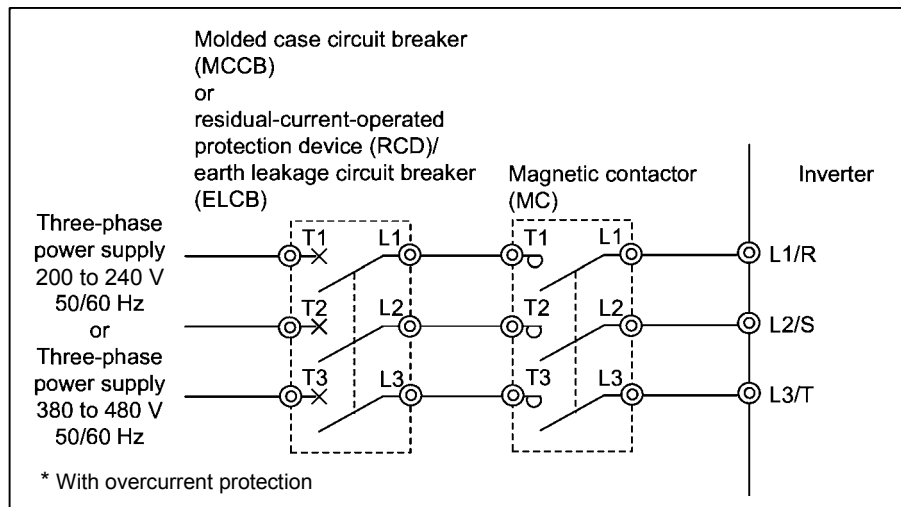 Molded case circuit breaker
(MCCB)
or
residual-current-operated
protection device (RCD)/
earth leakage circuit breaker
(ELCB)
Magnetic contactor
(MC)
Inverter
Three-phase
power supply
200 to 240 V
50/60 Hz
or
Three-phase
power supply
380 to 480 V
50/60 Hz
T1 L1 T1 L1 L1/R
T2 L2 T2 L2 L2/S
T3 L3 T3 L3 L3/T
* With overcurrent protection